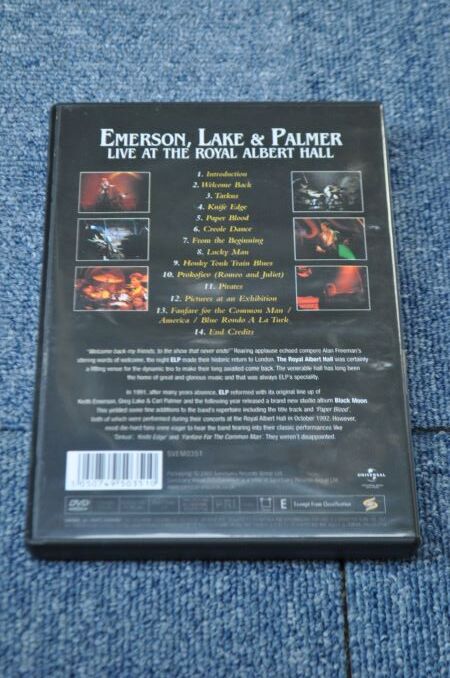 EMERSON, LAKE & PALMER
LIVE AT THE ROYAL ALBERT HALL
1. Introduction
2. Welcome Back
3. Tarkus
4. Knife Edge
5. Paper Blood
6. Creole Dance
7. From the Beginning
8. Lucky Man
9. Honky Tonk Train Blues
10. Prokofiev (Romeo and Juliet)
11. Pirates
12. Pictures at an Exhibition
13. Fanfare for the Common Man /
America / Blue Rondo A La Turk
14. End Credits
"Welcome back my friends, to the show that never ends!" Roaring applause echoed compere Alan Freeman's
stirring words of welcome, the night ELP made their historic return to London. The Royal Albert Hall was certainly
a fitting venue for the dynamic trio to make their long awaited come back. The venerable hall has long been
the home of great and glorious music and that was always ELP's speciality.
In 1991, after many years absence, ELP reformed with its original line up of
Keith Emerson, Greg Lake & Carl Palmer and the following year released a brand new studio album Black Moon.
This yielded some fine additions to the band's repertoire including the title track and 'Paper Blood'
both of which were performed during their concerts at the Royal Albert Hall in October 1992. However,
most die-hard fans were eager to hear the band tearing into their classic performances like
'Tarkus', 'Knife Edge' and 'Fanfare For The Common Man'. They weren't disappointed.
SVEM0351
Sanctuary Records Group Ltd.
UNIVERSAL
DVD
E
Exempt From Classification